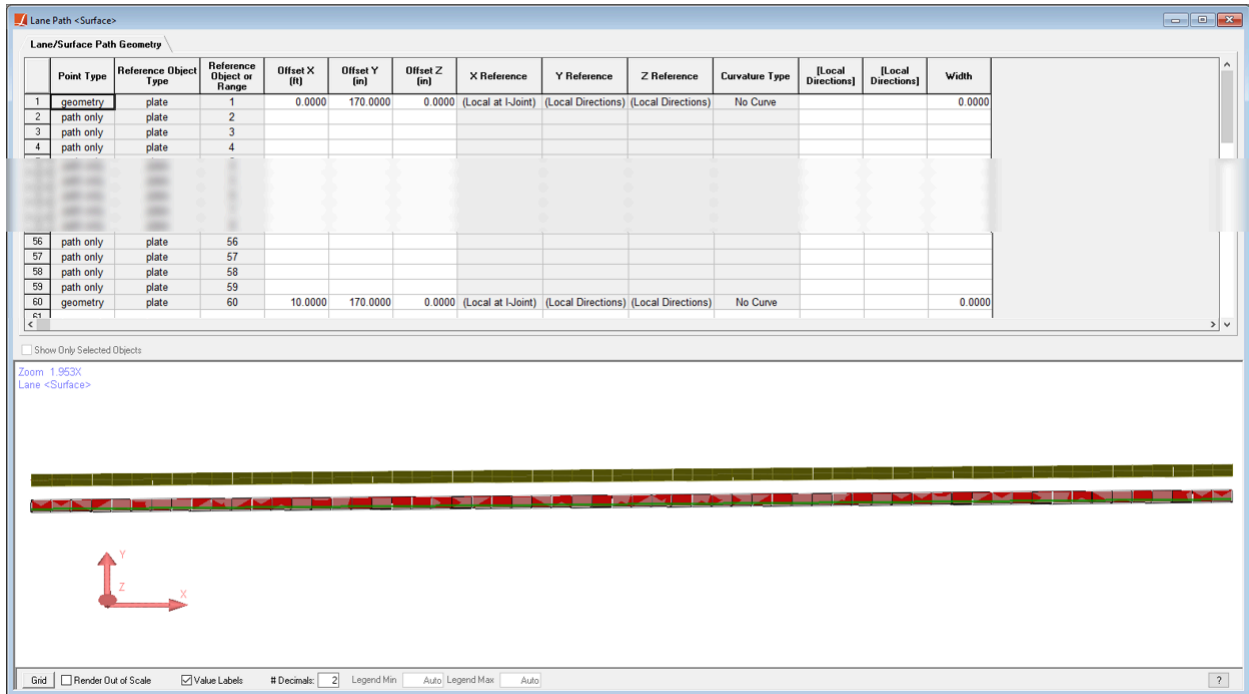 Lane Path <Surface>
Lane/Surface Path Geometry
Point Type Reference Object Type Reference Object or Range Offset X (ft) Offset Y (in) Offset Z (in) X Reference Y Reference Z Reference Curvature Type [Local Directions] [Local Directions] Width
1 geometry plate 1 0.0000 170.0000 0.0000 (Local at I-Joint) (Local Directions) (Local Directions) No Curve 0.0000
2 path only plate 2
3 path only plate 3
4 path only plate 4
56 path only plate 56
57 path only plate 57
58 path only plate 58
59 path only plate 59
60 geometry plate 60 10.0000 170.0000 0.0000 (Local at I-Joint) (Local Directions) (Local Directions) No Curve 0.0000
61
Show Only Selected Objects
Zoom 1.953X
Lane <Surface>
Y
Z
X
Grid Render Out of Scale Value Labels # Decimals: 2 Legend Min Auto Legend Max Auto ?